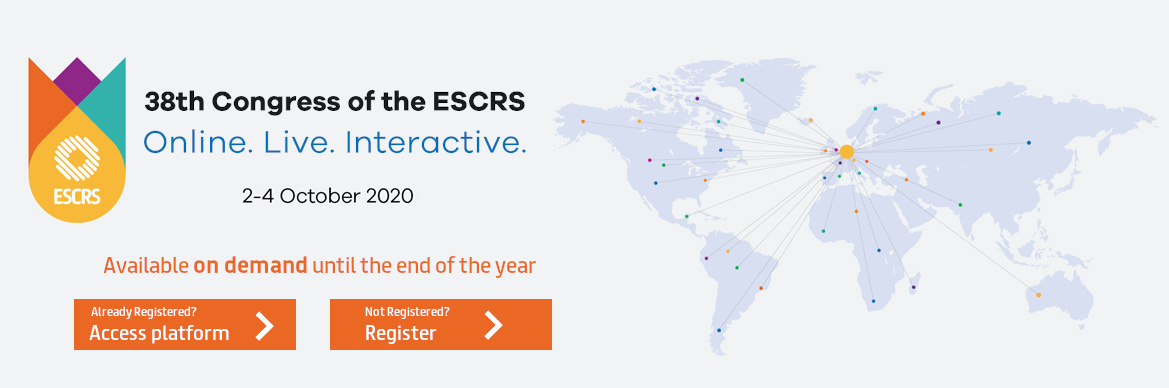 ESCRS
38th Congress of the ESCRS
Online. Live. Interactive.
2-4 October 2020
Available on demand until the end of the year
Already Registered?
Access platform
Not Registered?
Register